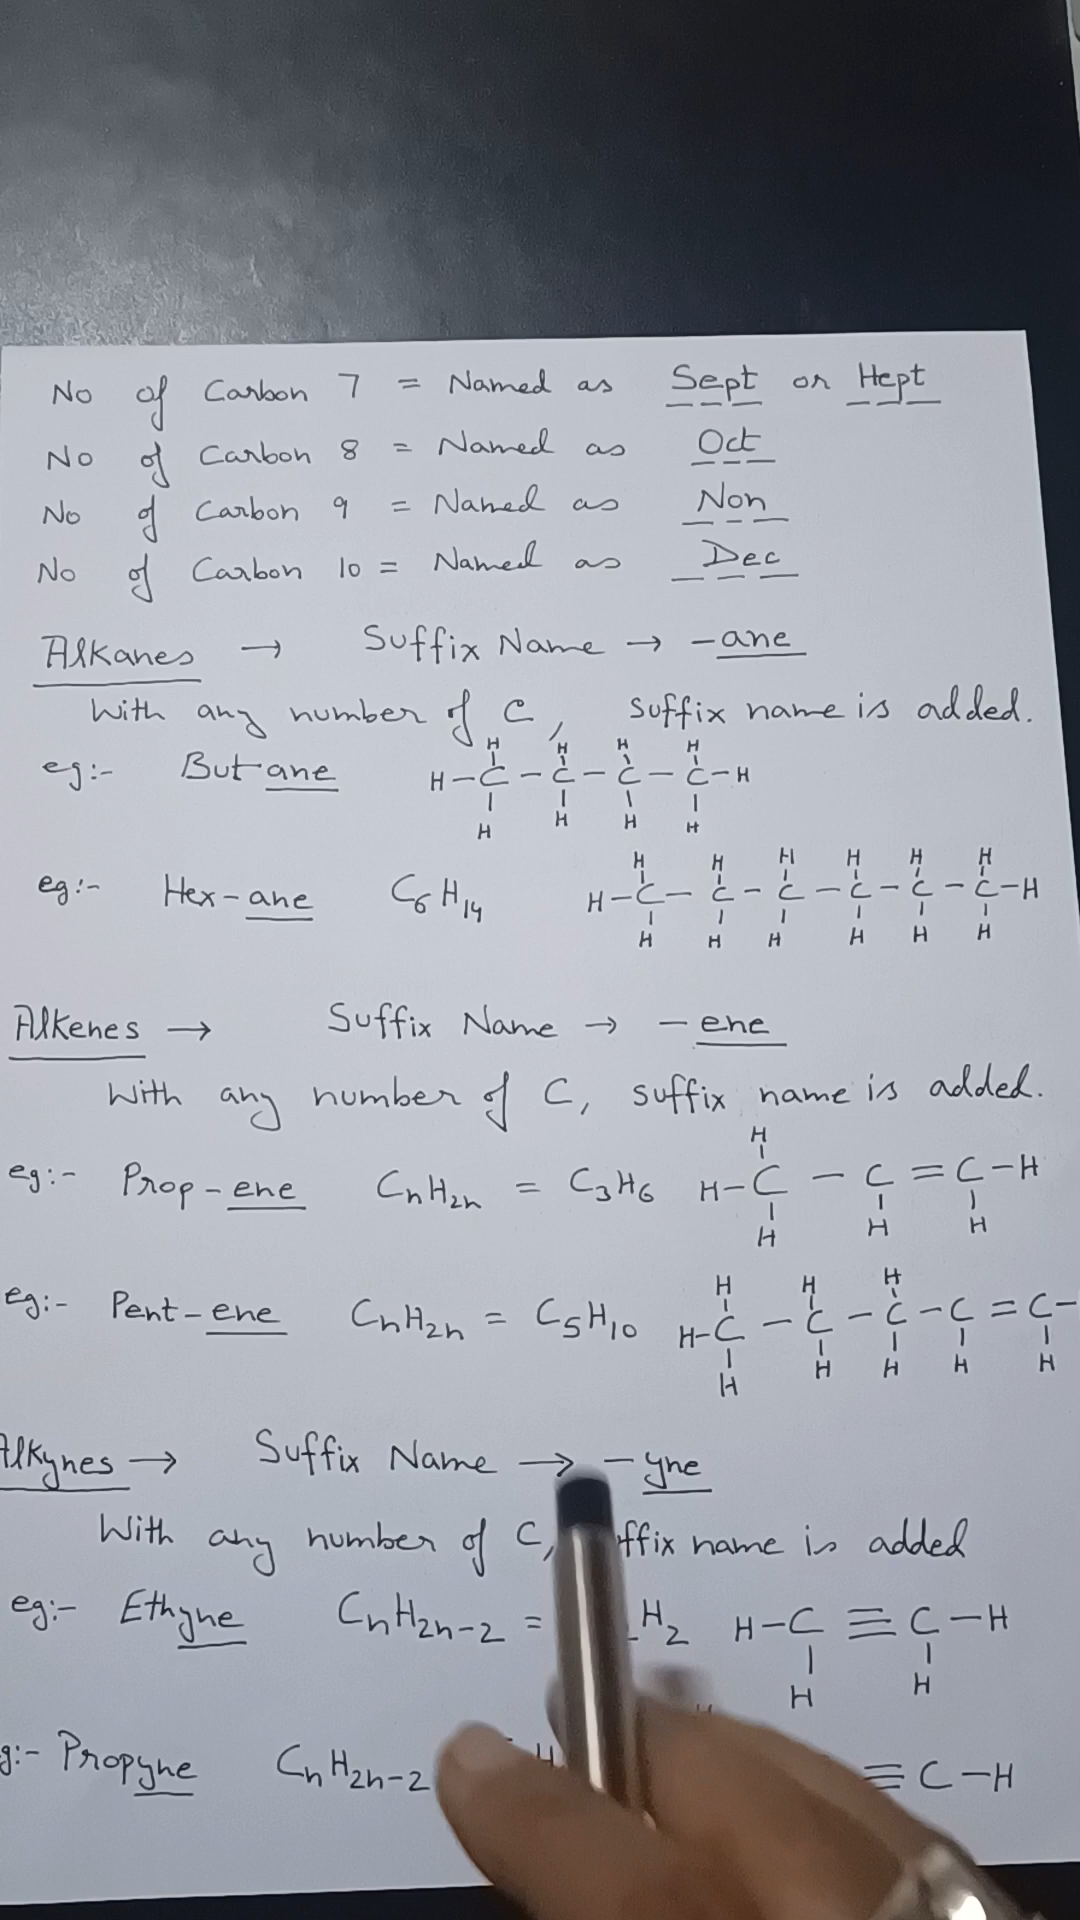 No of Carbon 7 = Named as Sept or Hept
No of Carbon 8 = Named as Oct
No of Carbon 9 = Named as Non
No of Carbon 10 = Named as Dec
Alkanes → Suffix Name → -ane
With any number of C, suffix name is added.
H H H H
eg:- Butane H-C-C-C-C-H
H H H H
H H H H H H
eg:- Hex-ane C6H14 H-C-C-C-C-C-C-H
H H H H H H
Alkenes → Suffix Name → -ene
With any number of C, suffix name is added.
H
eg:- Prop-ene CnH2n = C3H6 H-C-C=C-H
H H H
H H H
eg:- Pent-ene CnH2n = C5H10 H-C-C-C-C=C-
H H H H H
Alkynes → Suffix Name → -yne
With any number of C, name is added
eg:- Ethyne CnH2n-2 = H2 H-C≡C-H
H H
g:- Propyne CnH2n-2 H ≡C-H